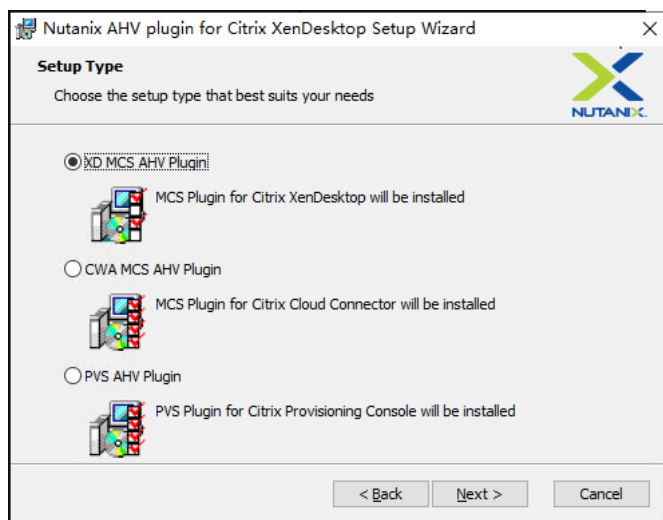 Nutanix AHV plugin for Citrix XenDesktop Setup Wizard
Setup Type
Choose the setup type that best suits your needs
NUTANIX.
XD MCS AHV Plugin
MCS Plugin for Citrix XenDesktop will be installed
CWA MCS AHV Plugin
MCS Plugin for Citrix Cloud Connector will be installed
PVS AHV Plugin
PVS Plugin for Citrix Provisioning Console will be installed
< Back Next > Cancel